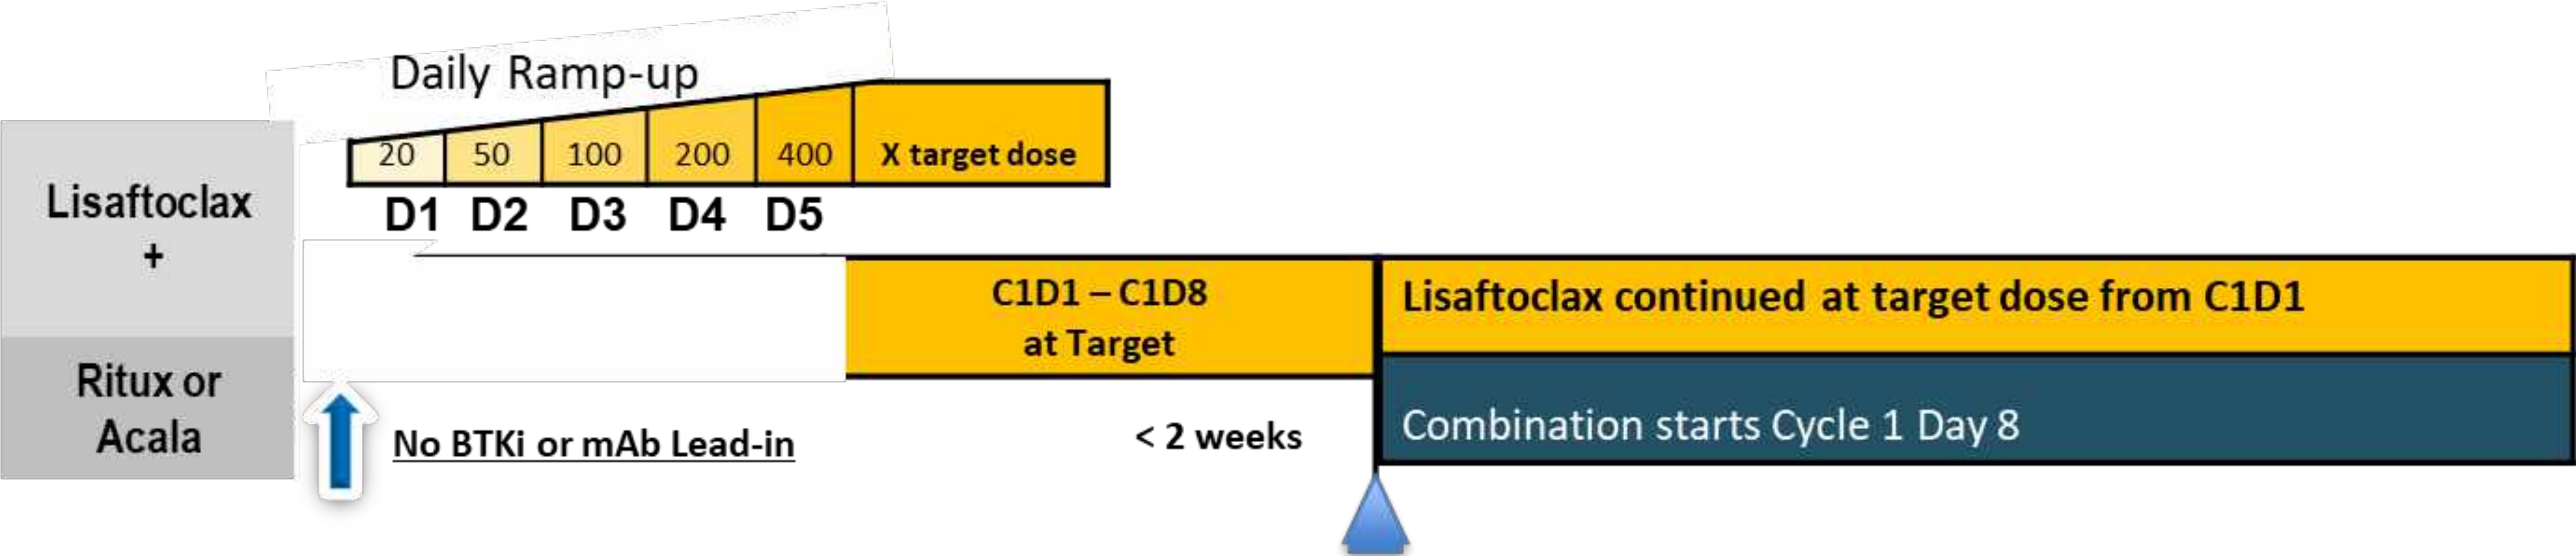 Daily Ramp-up
20 50 100 200 400 X target dose
D1 D2 D3 D4 D5
Lisaftoclax
+
Ritux or
Acala
C1D1 – C1D8
at Target
Lisaftoclax continued at target dose from C1D1
No BTKi or mAb Lead-in
< 2 weeks
Combination starts Cycle 1 Day 8